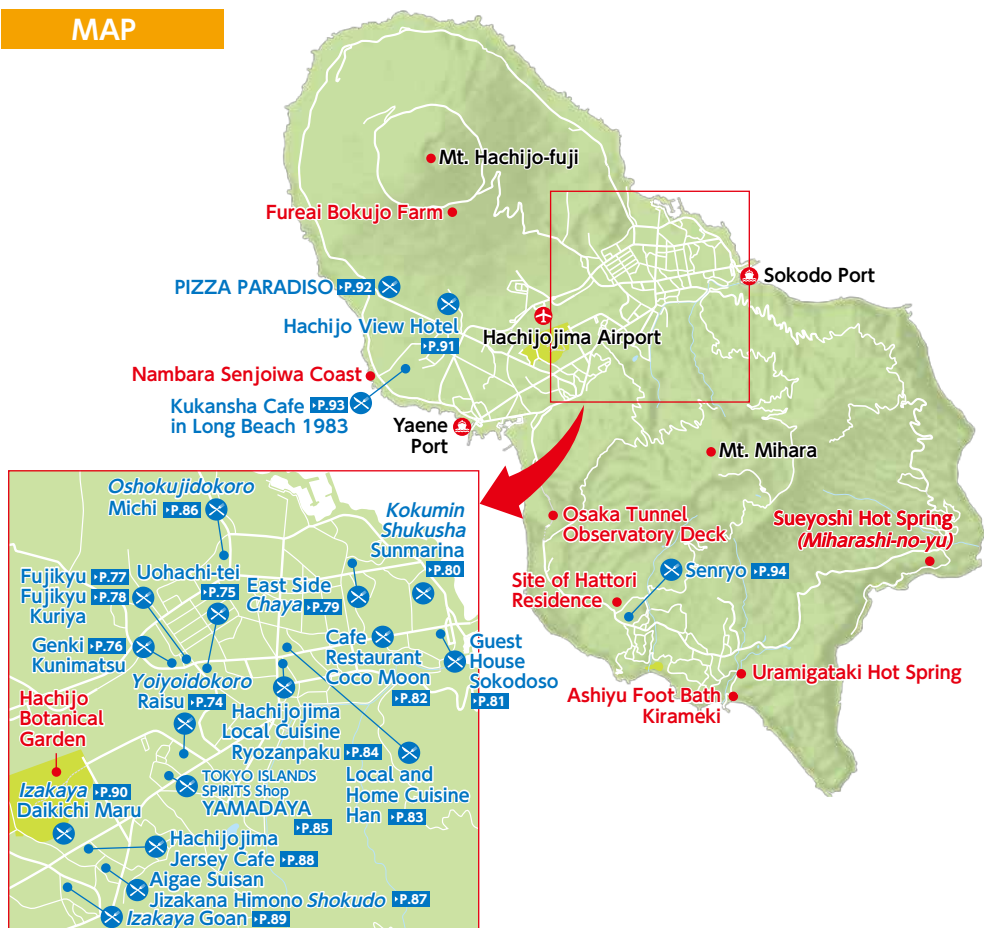 MAP
Mt. Hachijo-fuji
Fureai Bokujo Farm
PIZZA PARADISO ▸P.92
Hachijo View Hotel
▸P.91
Hachijojima Airport
Sokodo Port
Nambara Senjoiwa Coast
Kukansha Cafe ▸P.93
in Long Beach 1983
Yaene
Port
Mt. Mihara
Osaka Tunnel
Observatory Deck
Sueyoshi Hot Spring
(Miharashi-no-yu)
Senryo ▸P.94
Site of Hattori
Residence
Uramigataki Hot Spring
Ashiyu Foot Bath
Kirameki
Oshokujidokoro
Michi ▸P.86
Kokumin
Shukusha
Sunmarina
▸P.80
Fujikyu ▸P.77
Fujikyu ▸P.78
Kuriya
Uohachi-tei
▸P.75
East Side
Chaya ▸P.79
Genki ▸P.76
Kunimatsu
Cafe
Restaurant
Coco Moon
▸P.82
Guest
House
Sokodoso
▸P.81
Yoiyoidokoro
Raisu ▸P.74
Hachijojima
Local Cuisine
Ryozanpaku ▸P.84
Hachijo
Botanical
Garden
Local and
Home Cuisine
Han ▸P.83
TOKYO ISLANDS
SPIRITS Shop
YAMADAYA
▸P.85
Izakaya ▸P.90
Daikichi Maru
Hachijojima
Jersey Cafe ▸P.88
Aigae Suisan
Jizakana Himono Shokudo ▸P.87
Izakaya Goan ▸P.89